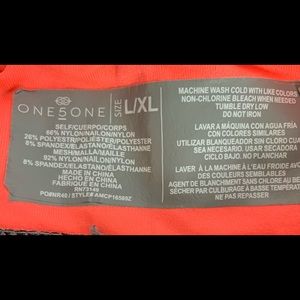 ONE5ONE
SIZE L/XL
SELF/CUERPO/CORPS
66% NYLON/NAILON/NYLON
26% POLYESTER/POLIÉSTER/POLYESTER
8% SPANDEX/ELASTANO/ELASTHANNE
MESH/MALLA/MAILLE
92% NYLON/NAILON/NYLON
8% SPANDEX/ELASTANO/ELASTHANNE
MADE IN CHINA
HECHO EN CHINA
FABRIQUÉ EN CHINA
RN73149
MACHINE WASH COLD WITH LIKE COLORS
NON-CHLORINE BLEACH WHEN NEEDED
TUMBLE DRY LOW
DO NOT IRON
LAVAR A MÁQUINA CON AGUA FRÍA
CON COLORES SIMILARES
UTILIZAR BLANQUEADOR SIN CLORO CUANDO
SEA NECESARIO. USAR SECADORA
CICLO BAJO. NO PLANCHAR
LAVER À LA MACHINE À L'EAU FROIDE AVEC
DES COULEURS SEMBLABLES
AGENT DE BLANCHIMENT SANS CHLORE
SÉCHER PAR CULBUTAGE À BASSE TEMPÉRATURE
NE PAS REPASSER